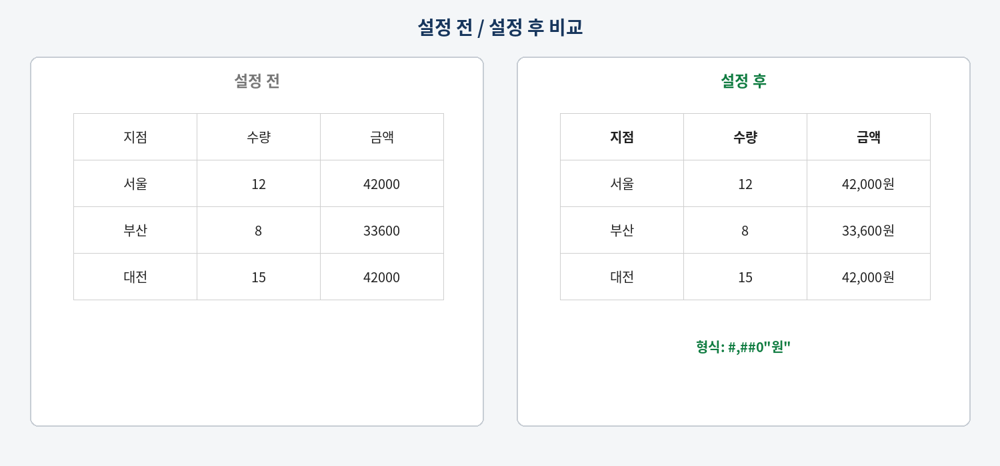 설정 전 / 설정 후 비교
설정 전
지점 수량 금액
서울 12 42000
부산 8 33600
대전 15 42000
설정 후
지점 수량 금액
서울 12 42,000원
부산 8 33,600원
대전 15 42,000원
형식: #,##0"원"